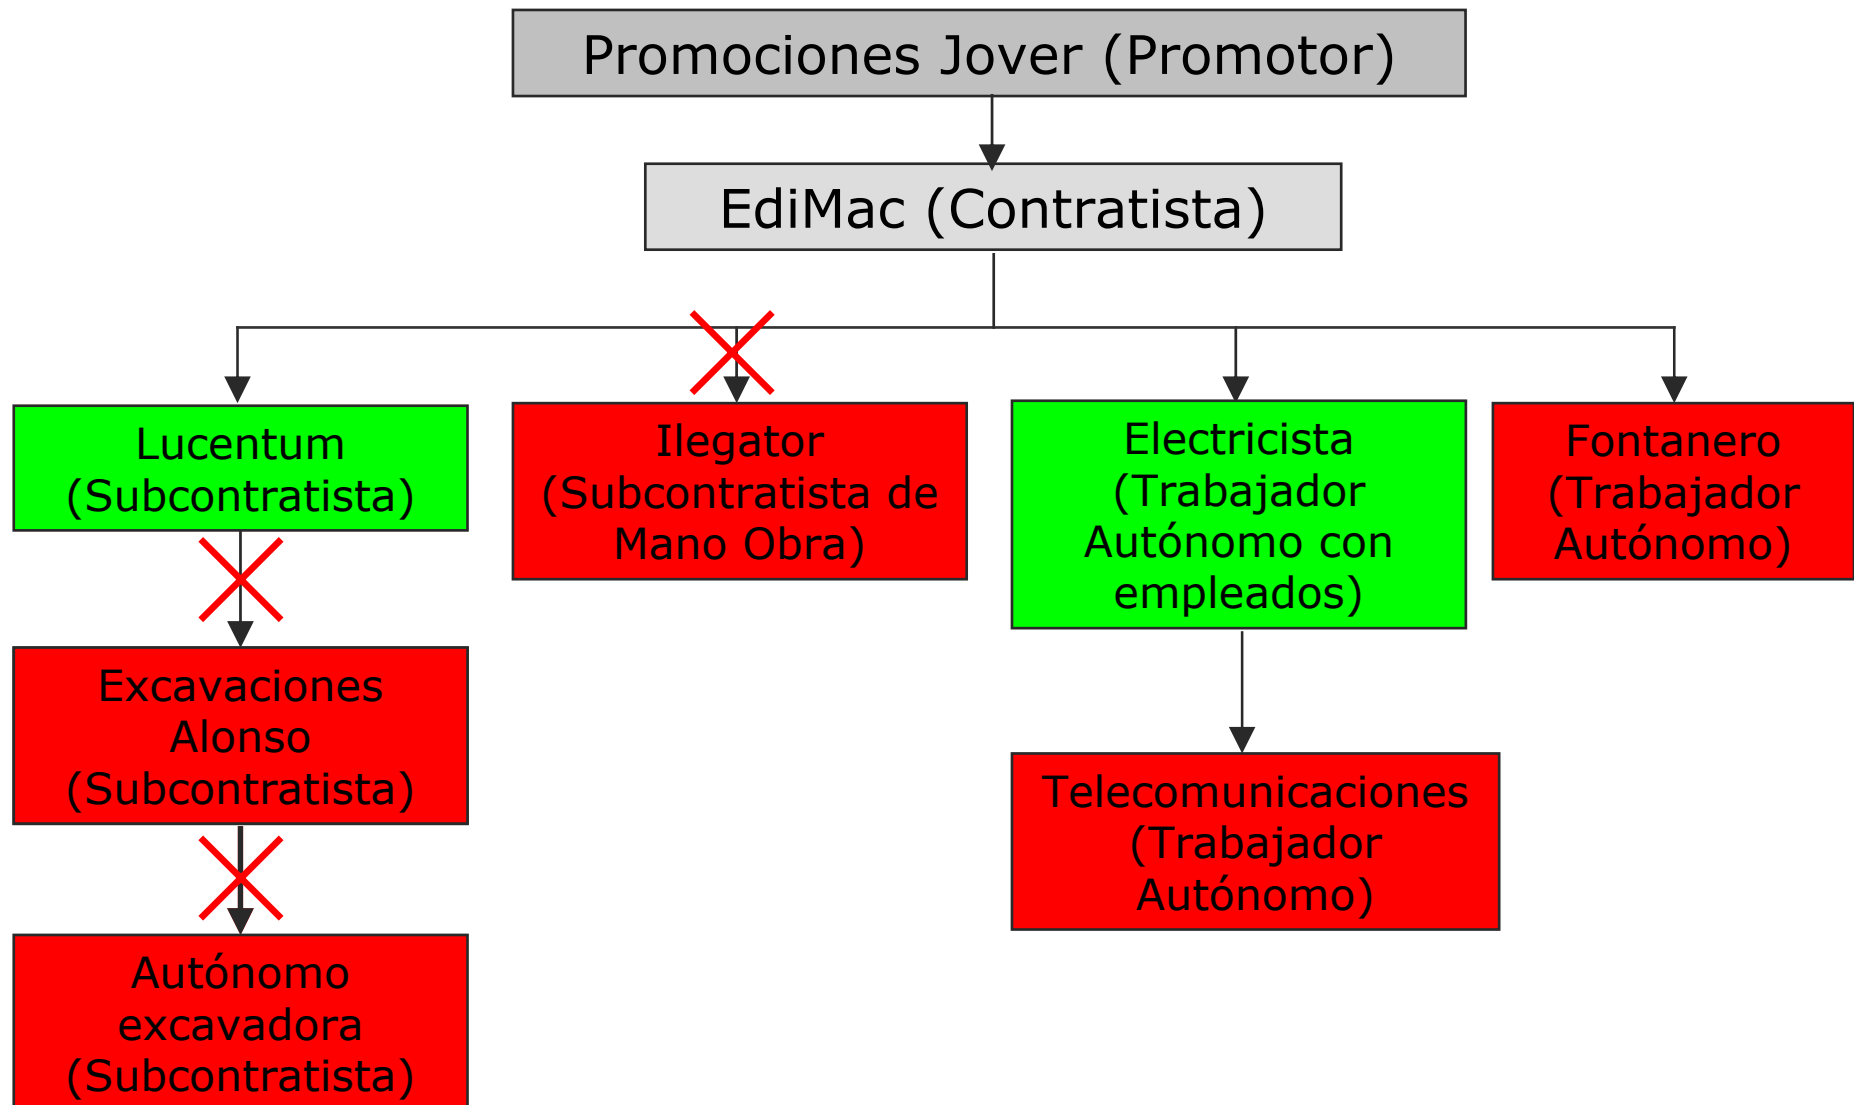 Promociones Jover (Promotor)
EdiMac (Contratista)
Lucentum
(Subcontratista)
Ilegator
(Subcontratista de
Mano Obra)
Electricista
(Trabajador
Autónomo con
empleados)
Fontanero
(Trabajador
Autónomo)
Excavaciones
Alonso
(Subcontratista)
Telecomunicaciones
(Trabajador
Autónomo)
Autónomo
excavadora
(Subcontratista)